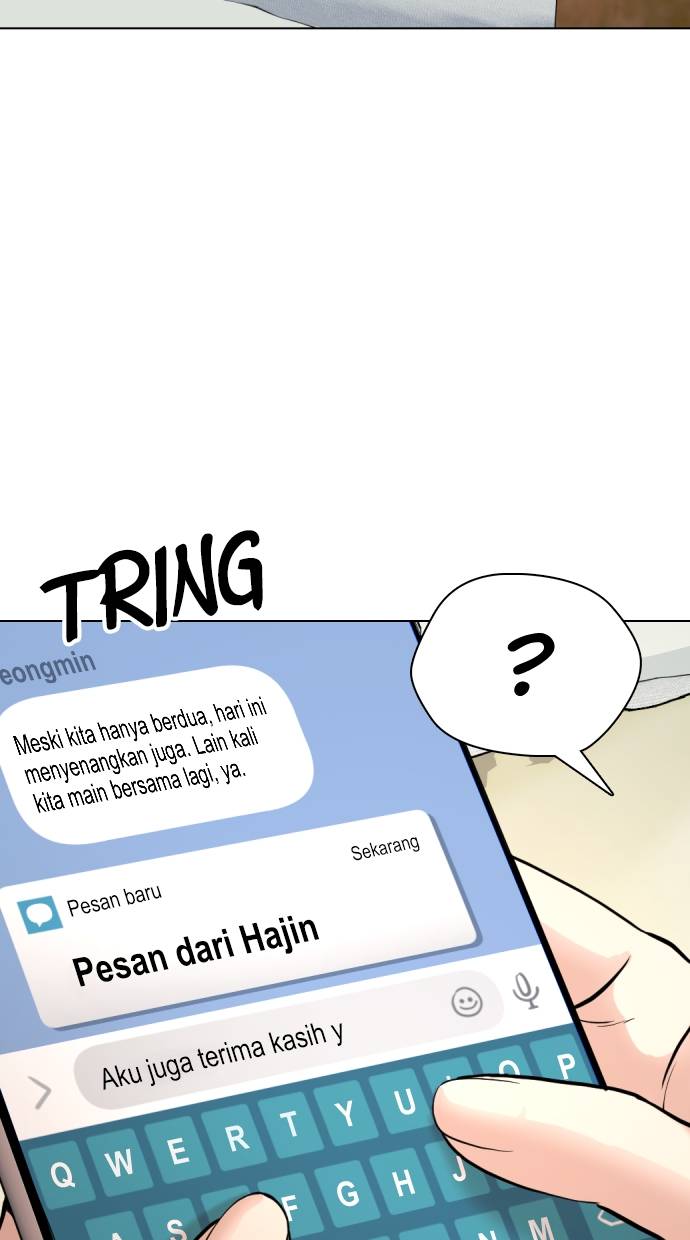 TRING
?
eongmin
Meski kita hanya berdua, hari ini
menyenangkan juga. Lain kali
kita main bersama lagi, ya.
Sekarang
Pesan baru
Pesan dari Hajin
Aku juga terima kasih y
Q W E R T Y U O P
A S F G H J
N M